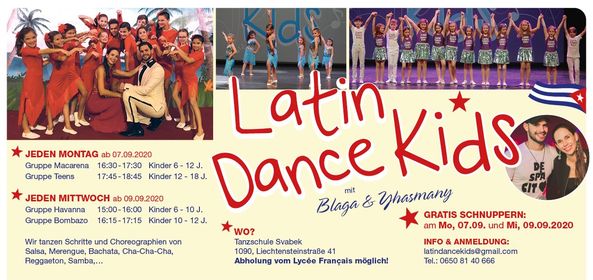 Kids
Latin
Dance Kids
mit
Blaga & Yhasmany
DES
PA
CIT
JEDEN MONTAG ab 07.09.2020
Gruppe Macarena 16:30-17:30 Kinder 6 - 12 J.
Gruppe Teens 17:45-18:45 Kinder 12 - 18 J.
JEDEN MITTWOCH ab 09.09.2020
Gruppe Havanna 15:00-16:00 Kinder 6 - 10 J.
Gruppe Bombazo 16:15-17:15 Kinder 10 - 12 J.
Wir tanzen Schritte und Choreographien von
Salsa, Merengue, Bachata, Cha-Cha-Cha,
Reggaeton, Samba,...
WO?
Tanzschule Svabek
1090, Liechtensteinstraße 41
Abholung vom Lycée Français möglich!
GRATIS SCHNUPPERN:
am Mo, 07.09. und Mi, 09.09.2020
INFO & ANMELDUNG:
latindancekids@gmail.com
Tel.: 0650 81 40 666